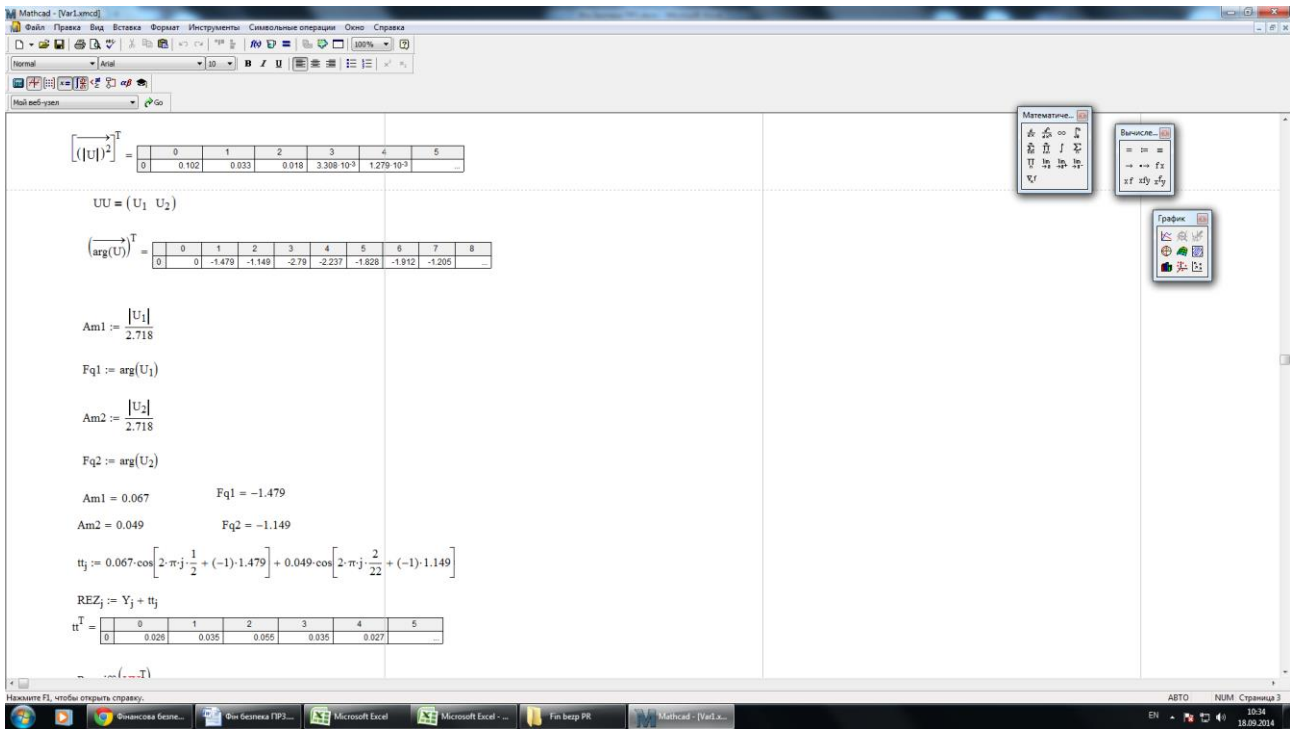 Mathcad - [Var1.xmcd]
Файл Правка Вид Вставка Формат Инструменты Символьные операции Окно Справка
100%
Normal Arial 10 B I U
Мой веб-узел Go
Математиче...
Вычисле...
График
[(|U|)²]ᵀ =
0 1 2 3 4 5
0 0.102 0.033 0.018 3.308·10⁻³ 1.279·10⁻³ ...
UU = (U₁ U₂)
(arg(U))ᵀ =
0 1 2 3 4 5 6 7 8
0 0 -1.479 -1.149 -2.79 -2.237 -1.828 -1.912 -1.205 ...
Am1 := |U₁| / 2.718
Fq1 := arg(U₁)
Am2 := |U₂| / 2.718
Fq2 := arg(U₂)
Am1 = 0.067 Fq1 = −1.479
Am2 = 0.049 Fq2 = −1.149
ttⱼ := 0.067·cos[2·π·j·1/2 + (−1)·1.479] + 0.049·cos[2·π·j·2/22 + (−1)·1.149]
REZⱼ := Yⱼ + ttⱼ
ttᵀ =
0 1 2 3 4 5
0 0.026 0.035 0.055 0.035 0.027 ...
Нажмите F1, чтобы открыть справку.
АВТО NUM Страница 3
Фінансова безпе... Фін безпека ПР3.... Microsoft Excel Microsoft Excel - ... Fin bezp PR Mathcad - [Var1.x...
EN 10:34
18.09.2014